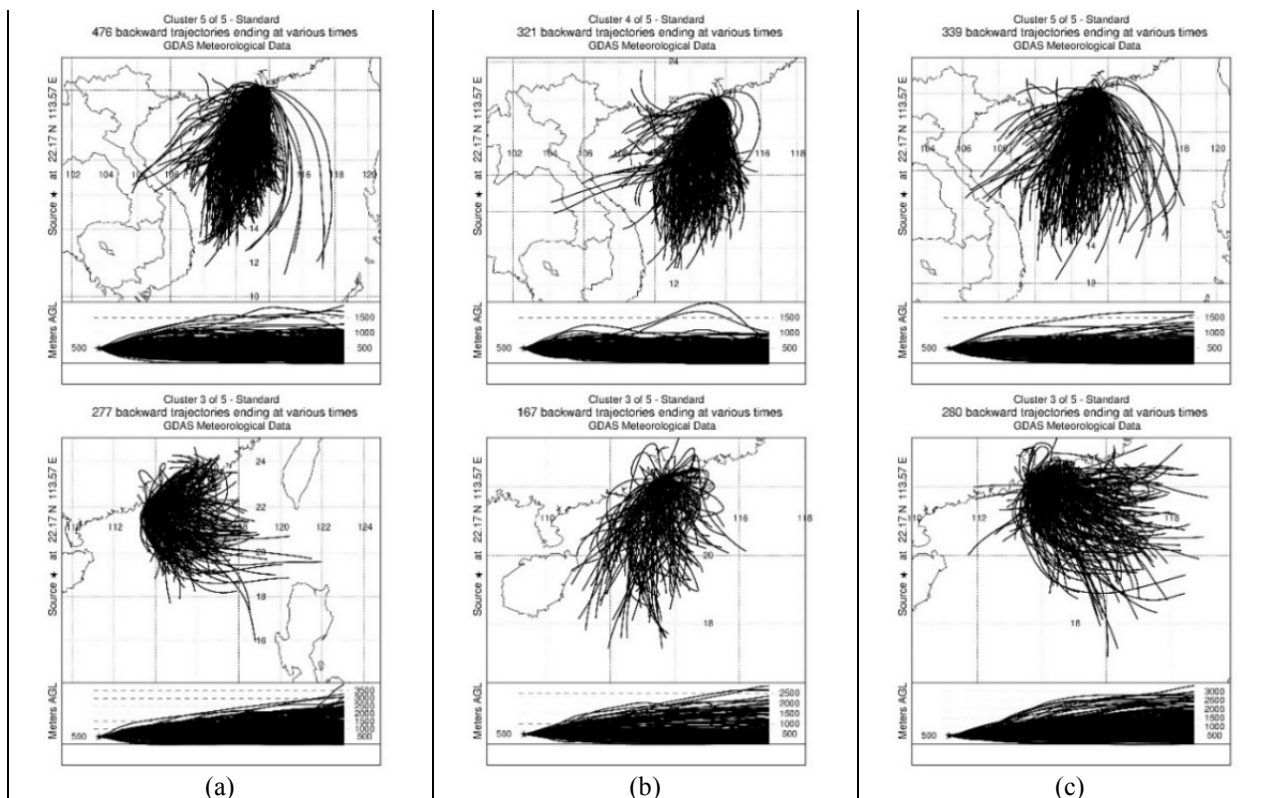 Cluster 5 of 5 - Standard
476 backward trajectories ending at various times
GDAS Meteorological Data
Source ★ at 22.17 N 113.57 E
102 104 106 118 120
14
12
10
Meters AGL
500
1500
1000
500
Cluster 4 of 5 - Standard
321 backward trajectories ending at various times
GDAS Meteorological Data
Source ★ at 22.17 N 113.57 E
24
102 104 106 116 118
12
Meters AGL
500
1500
1000
500
Cluster 5 of 5 - Standard
339 backward trajectories ending at various times
GDAS Meteorological Data
Source ★ at 22.17 N 113.57 E
104 106 118 120
14
12
Meters AGL
500
1500
1000
500
Cluster 3 of 5 - Standard
277 backward trajectories ending at various times
GDAS Meteorological Data
Source ★ at 22.17 N 113.57 E
24
22
112 120 122 124
20
18
16
Meters AGL
500
3500
3000
2500
2000
1500
1000
500
Cluster 3 of 5 - Standard
167 backward trajectories ending at various times
GDAS Meteorological Data
Source ★ at 22.17 N 113.57 E
110 116 118
20
18
Meters AGL
500
2500
2000
1500
1000
500
Cluster 3 of 5 - Standard
280 backward trajectories ending at various times
GDAS Meteorological Data
Source ★ at 22.17 N 113.57 E
110 112 118
18
Meters AGL
500
3000
2500
2000
1500
1000
500
(a)
(b)
(c)